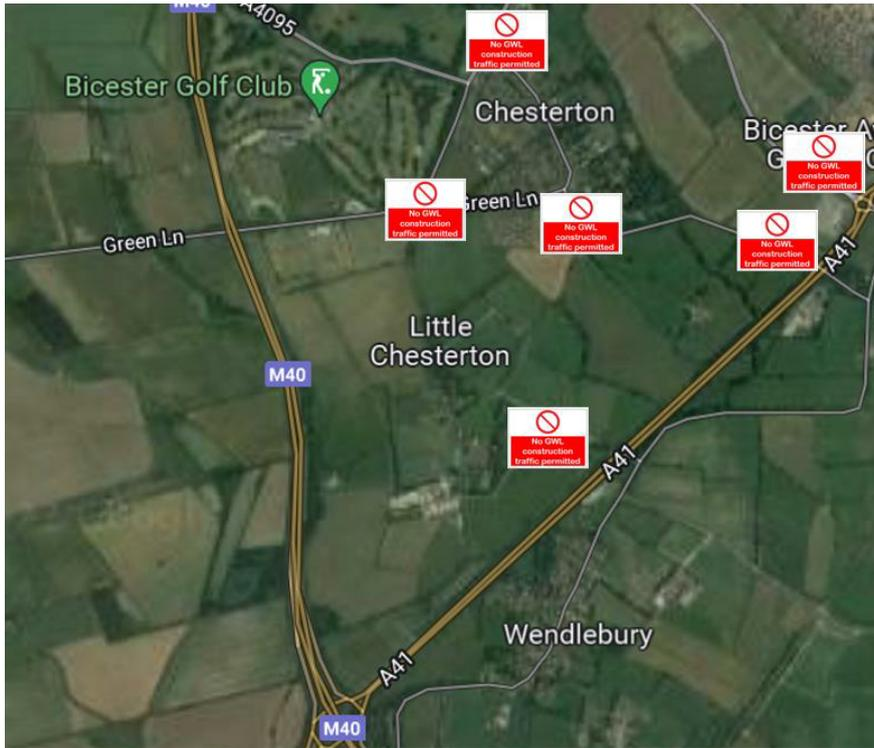 M40
A4095
No GWL
construction
traffic permitted
Bicester Golf Club
Chesterton
No GWL
construction
traffic permitted
No GWL
construction
traffic permitted
Green Ln
Green Ln
No GWL
construction
traffic permitted
No GWL
construction
traffic permitted
A41
Little
Chesterton
M40
No GWL
construction
traffic permitted
A41
Wendlebury
A41
M40